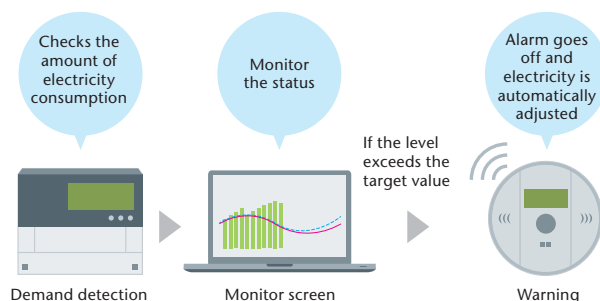 Checks the
amount of
electricity
consumption
Monitor
the status
Alarm goes
off and
electricity is
automatically
adjusted
If the level
exceeds the
target value
Demand detection
Monitor screen
Warning